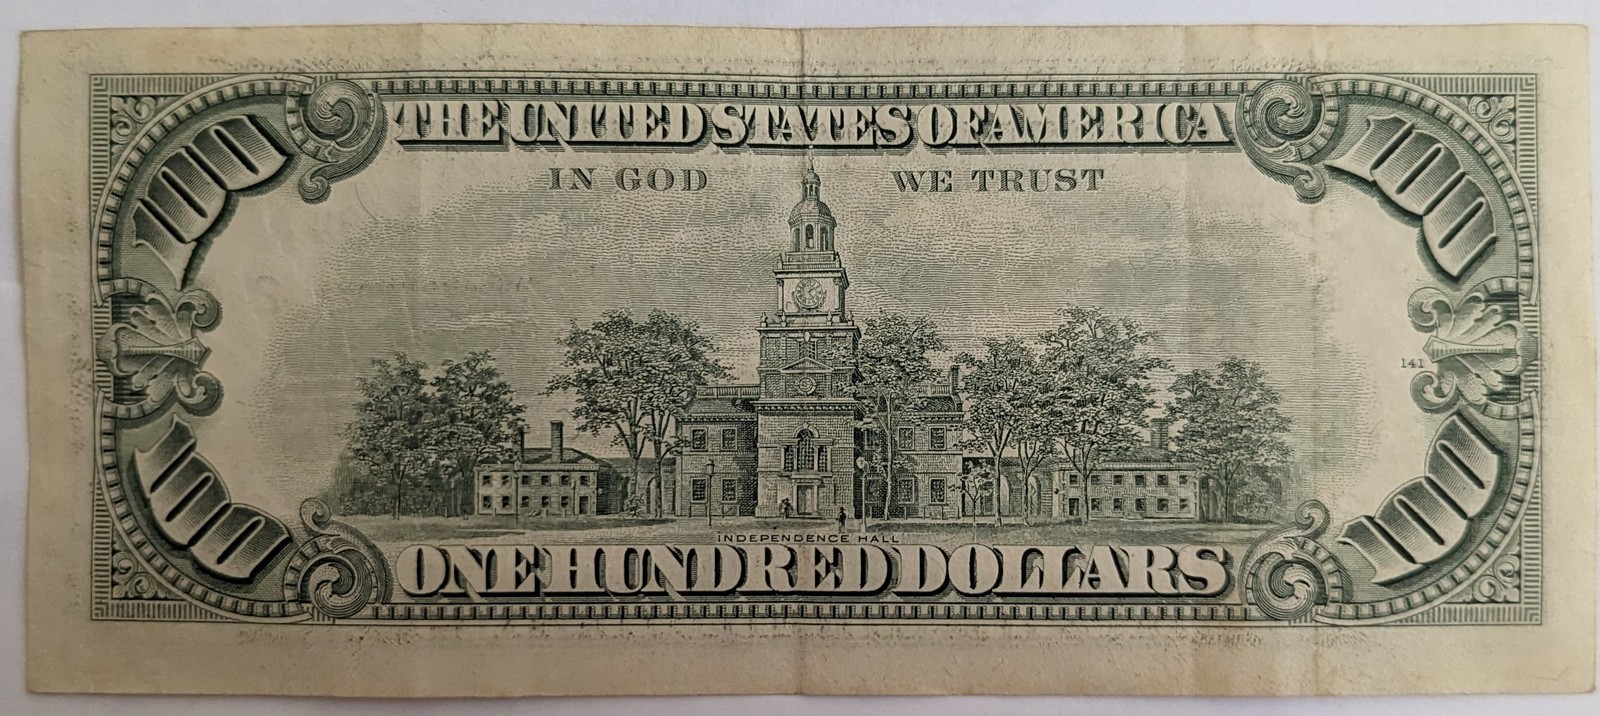 THE UNITED STATES OF AMERICA
100 100
IN GOD WE TRUST
141
100 100
INDEPENDENCE HALL
ONE HUNDRED DOLLARS